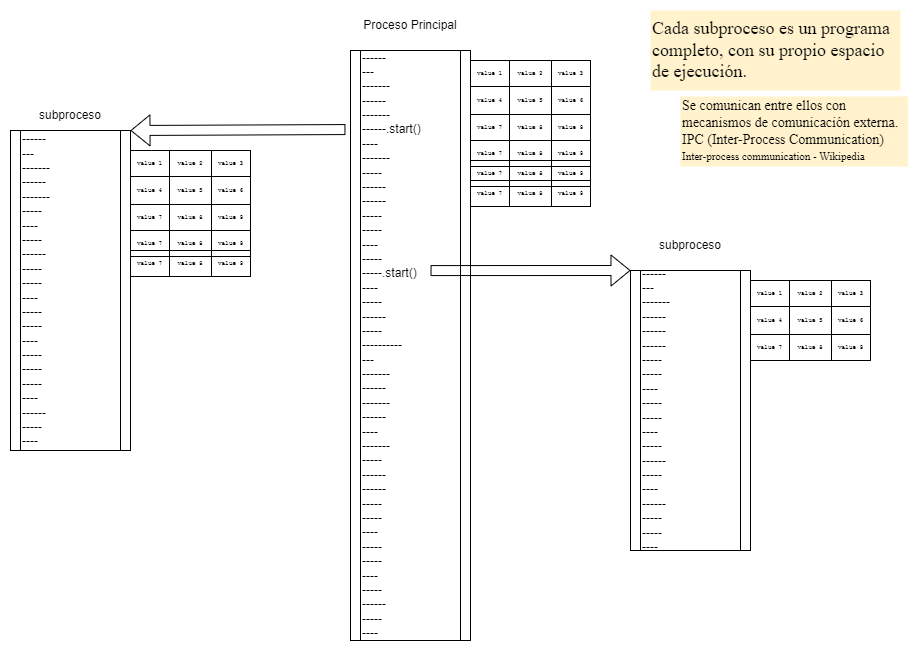 Proceso Principal
------.start()
-----.start()
value 1 value 2 value 3
value 4 value 5 value 6
value 7 value 8 value 9
value 7 value 8 value 9
value 7 value 8 value 9
value 7 value 8 value 9
Cada subproceso es un programa
completo, con su propio espacio
de ejecución.
Se comunican entre ellos con
mecanismos de comunicación externa.
IPC (Inter-Process Communication)
Inter-process communication - Wikipedia
subproceso
value 1 value 2 value 3
value 4 value 5 value 6
value 7 value 8 value 9
value 7 value 8 value 9
value 7 value 8 value 9
subproceso
value 1 value 2 value 3
value 4 value 5 value 6
value 7 value 8 value 9